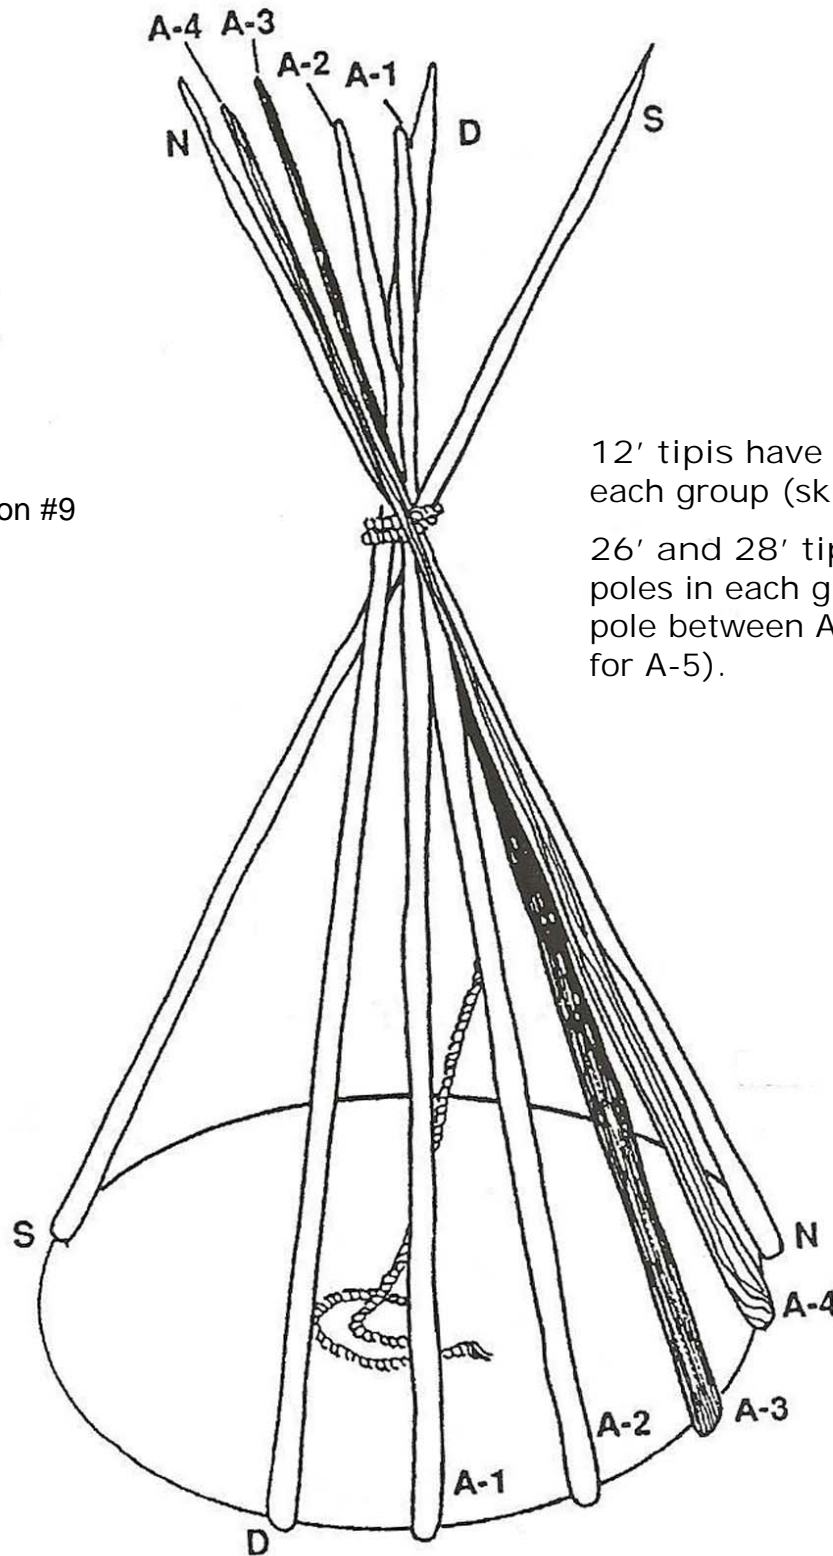 A-4 A-3
A-2 A-1
N D S
on #9
12' tipis have
each group (sk
26' and 28' tip
poles in each g
pole between A
for A-5).
S N
A-4
A-3
A-2
A-1
D